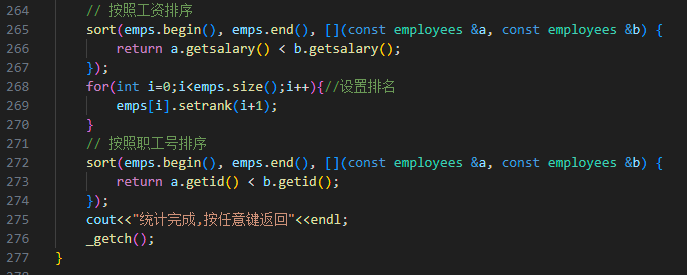 264 // 按照工资排序
265 sort(emps.begin(), emps.end(), [](const employees &a, const employees &b) {
266 return a.getsalary() < b.getsalary();
267 });
268 for(int i=0;i<emps.size();i++){//设置排名
269 emps[i].setrank(i+1);
270 }
271 // 按照职工号排序
272 sort(emps.begin(), emps.end(), [](const employees &a, const employees &b) {
273 return a.getid() < b.getid();
274 });
275 cout<<"统计完成,按任意键返回"<<endl;
276 _getch();
277 }